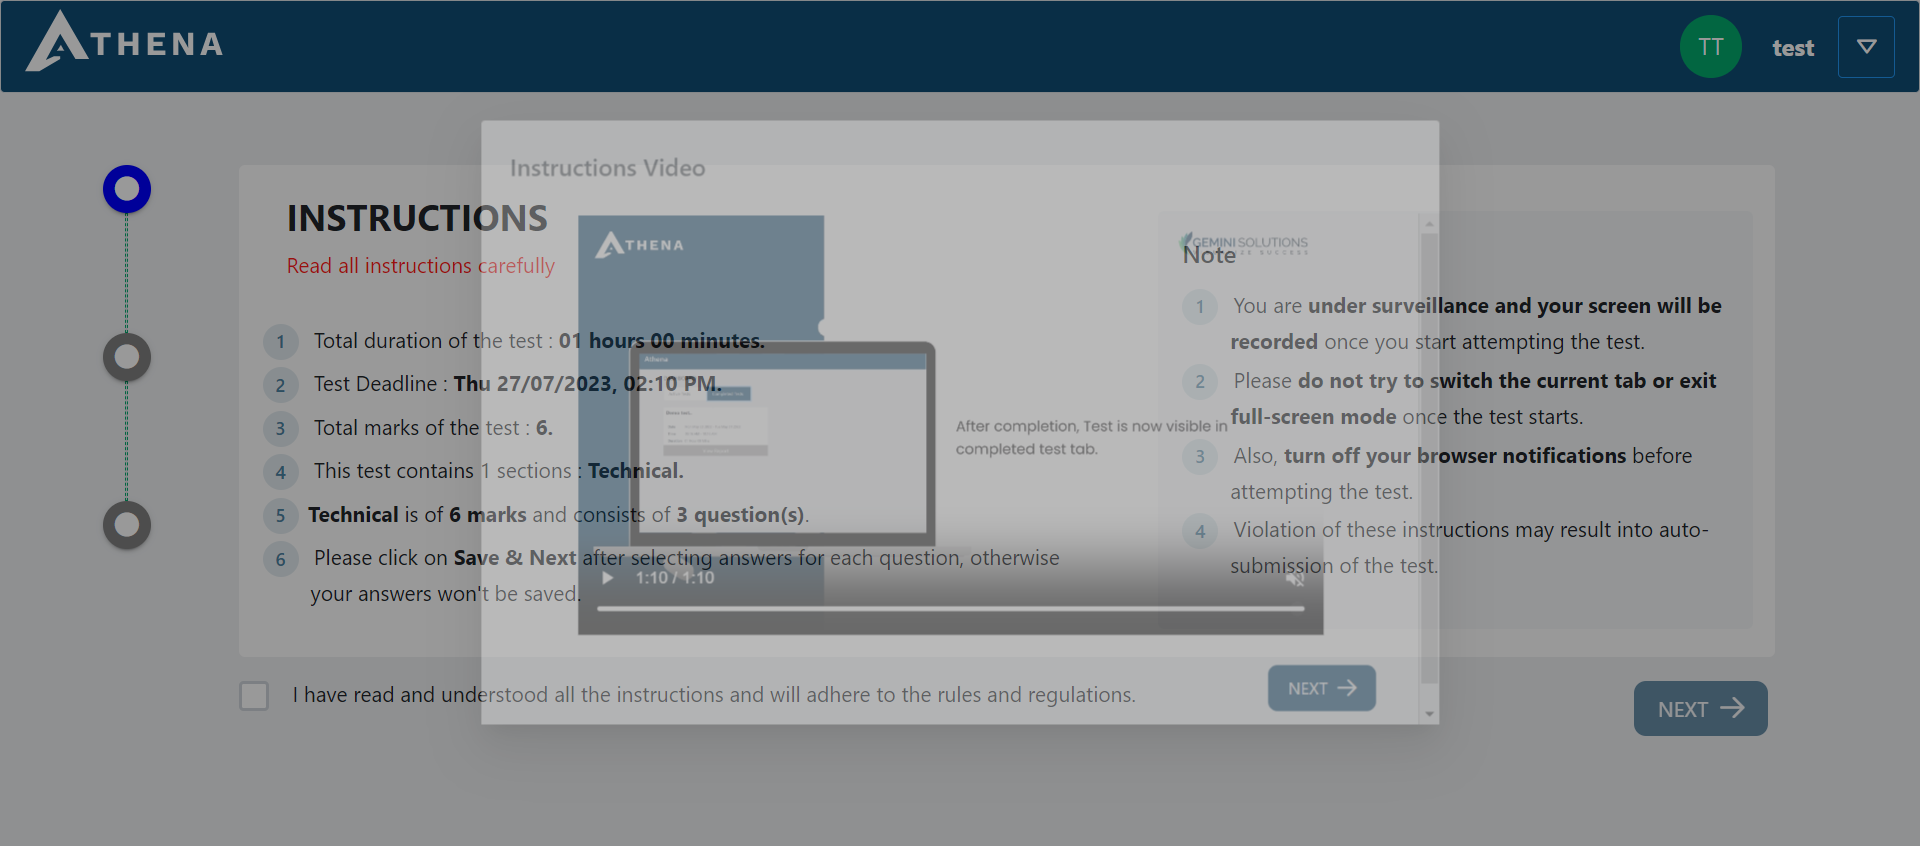 ATHENA
TT
test
Instructions Video
INSTRUCTIONS
Read all instructions carefully
1 Total duration of the test : 01 hours 00 minutes.
2 Test Deadline : Thu 27/07/2023, 02:10 PM.
3 Total marks of the test : 6.
4 This test contains 1 sections : Technical.
5 Technical is of 6 marks and consists of 3 question(s).
6 Please click on Save & Next after selecting answers for each question, otherwise
your answers won't be saved.
ATHENA
Athena
After completion, Test is now visible in
completed test tab.
1:10 / 1:10
GEMINI SOLUTIONS
Note
1 You are under surveillance and your screen will be
recorded once you start attempting the test.
2 Please do not try to switch the current tab or exit
full-screen mode once the test starts.
3 Also, turn off your browser notifications before
attempting the test.
4 Violation of these instructions may result into auto-
submission of the test.
I have read and understood all the instructions and will adhere to the rules and regulations.
NEXT
NEXT